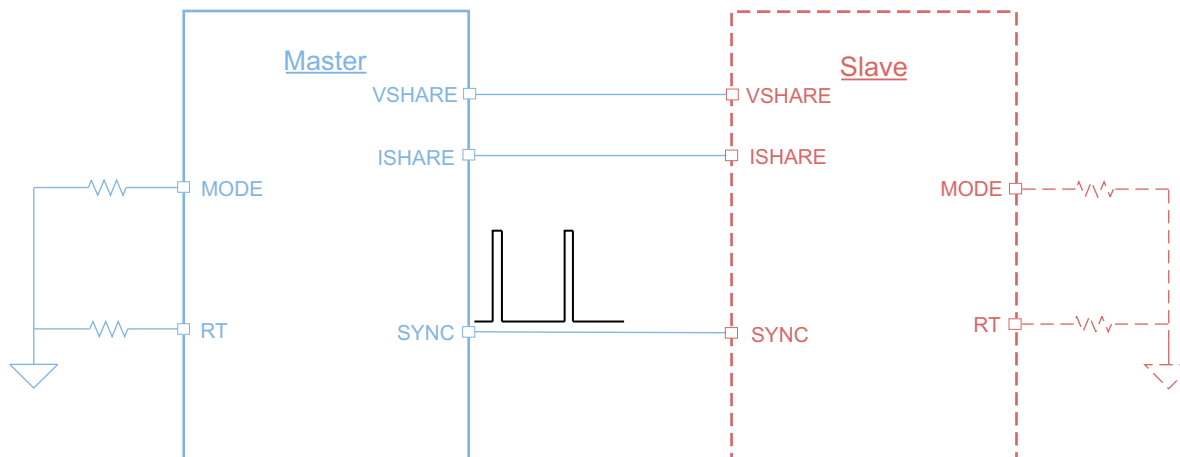 Master
VSHARE
ISHARE
MODE
RT
SYNC
Slave
VSHARE
ISHARE
MODE
RT
SYNC